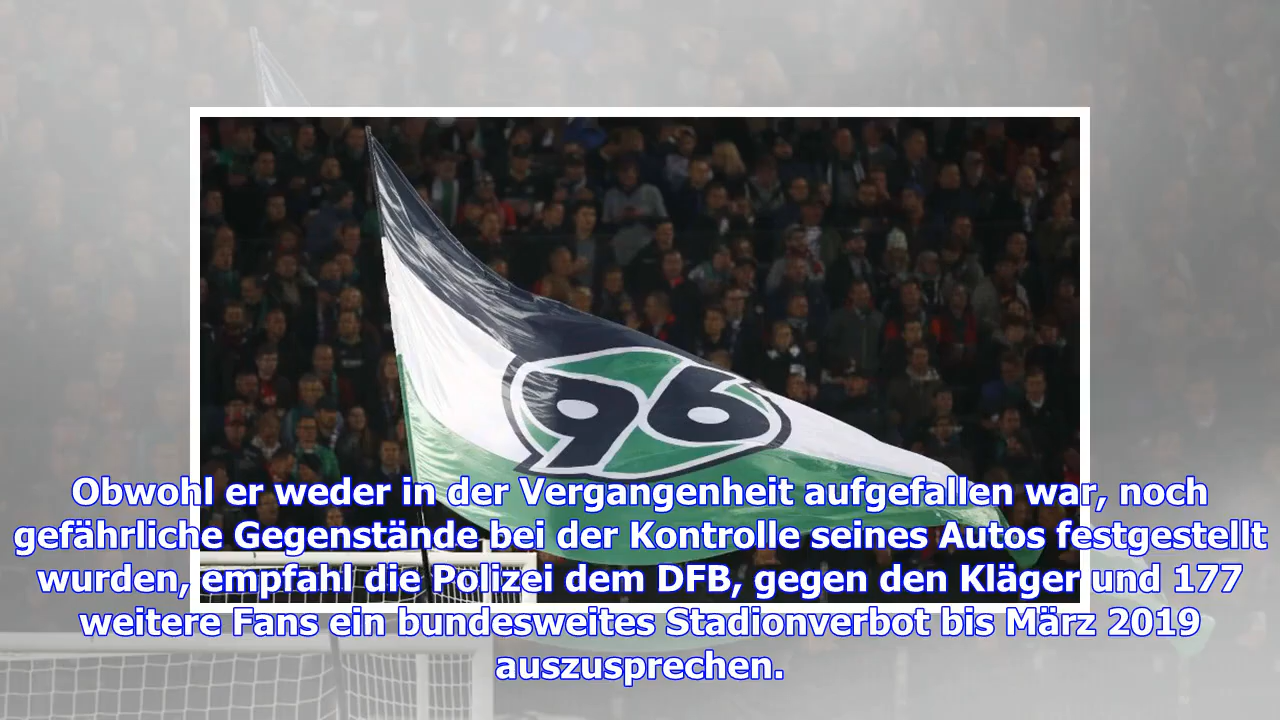 96
Obwohl er weder in der Vergangenheit aufgefallen war, noch
gefährliche Gegenstände bei der Kontrolle seines Autos festgestellt
wurden, empfahl die Polizei dem DFB, gegen den Kläger und 177
weitere Fans ein bundesweites Stadionverbot bis März 2019
auszusprechen.